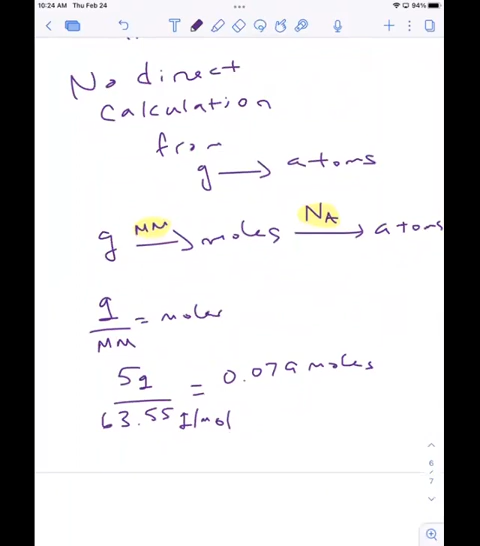 10:24 AM Thu Feb 24
94%
No direct
calculation
from
g → atoms
g MM → moles NA → atoms
g/MM = moles
5g/63.55 g/mol = 0.079 moles
6
/
7